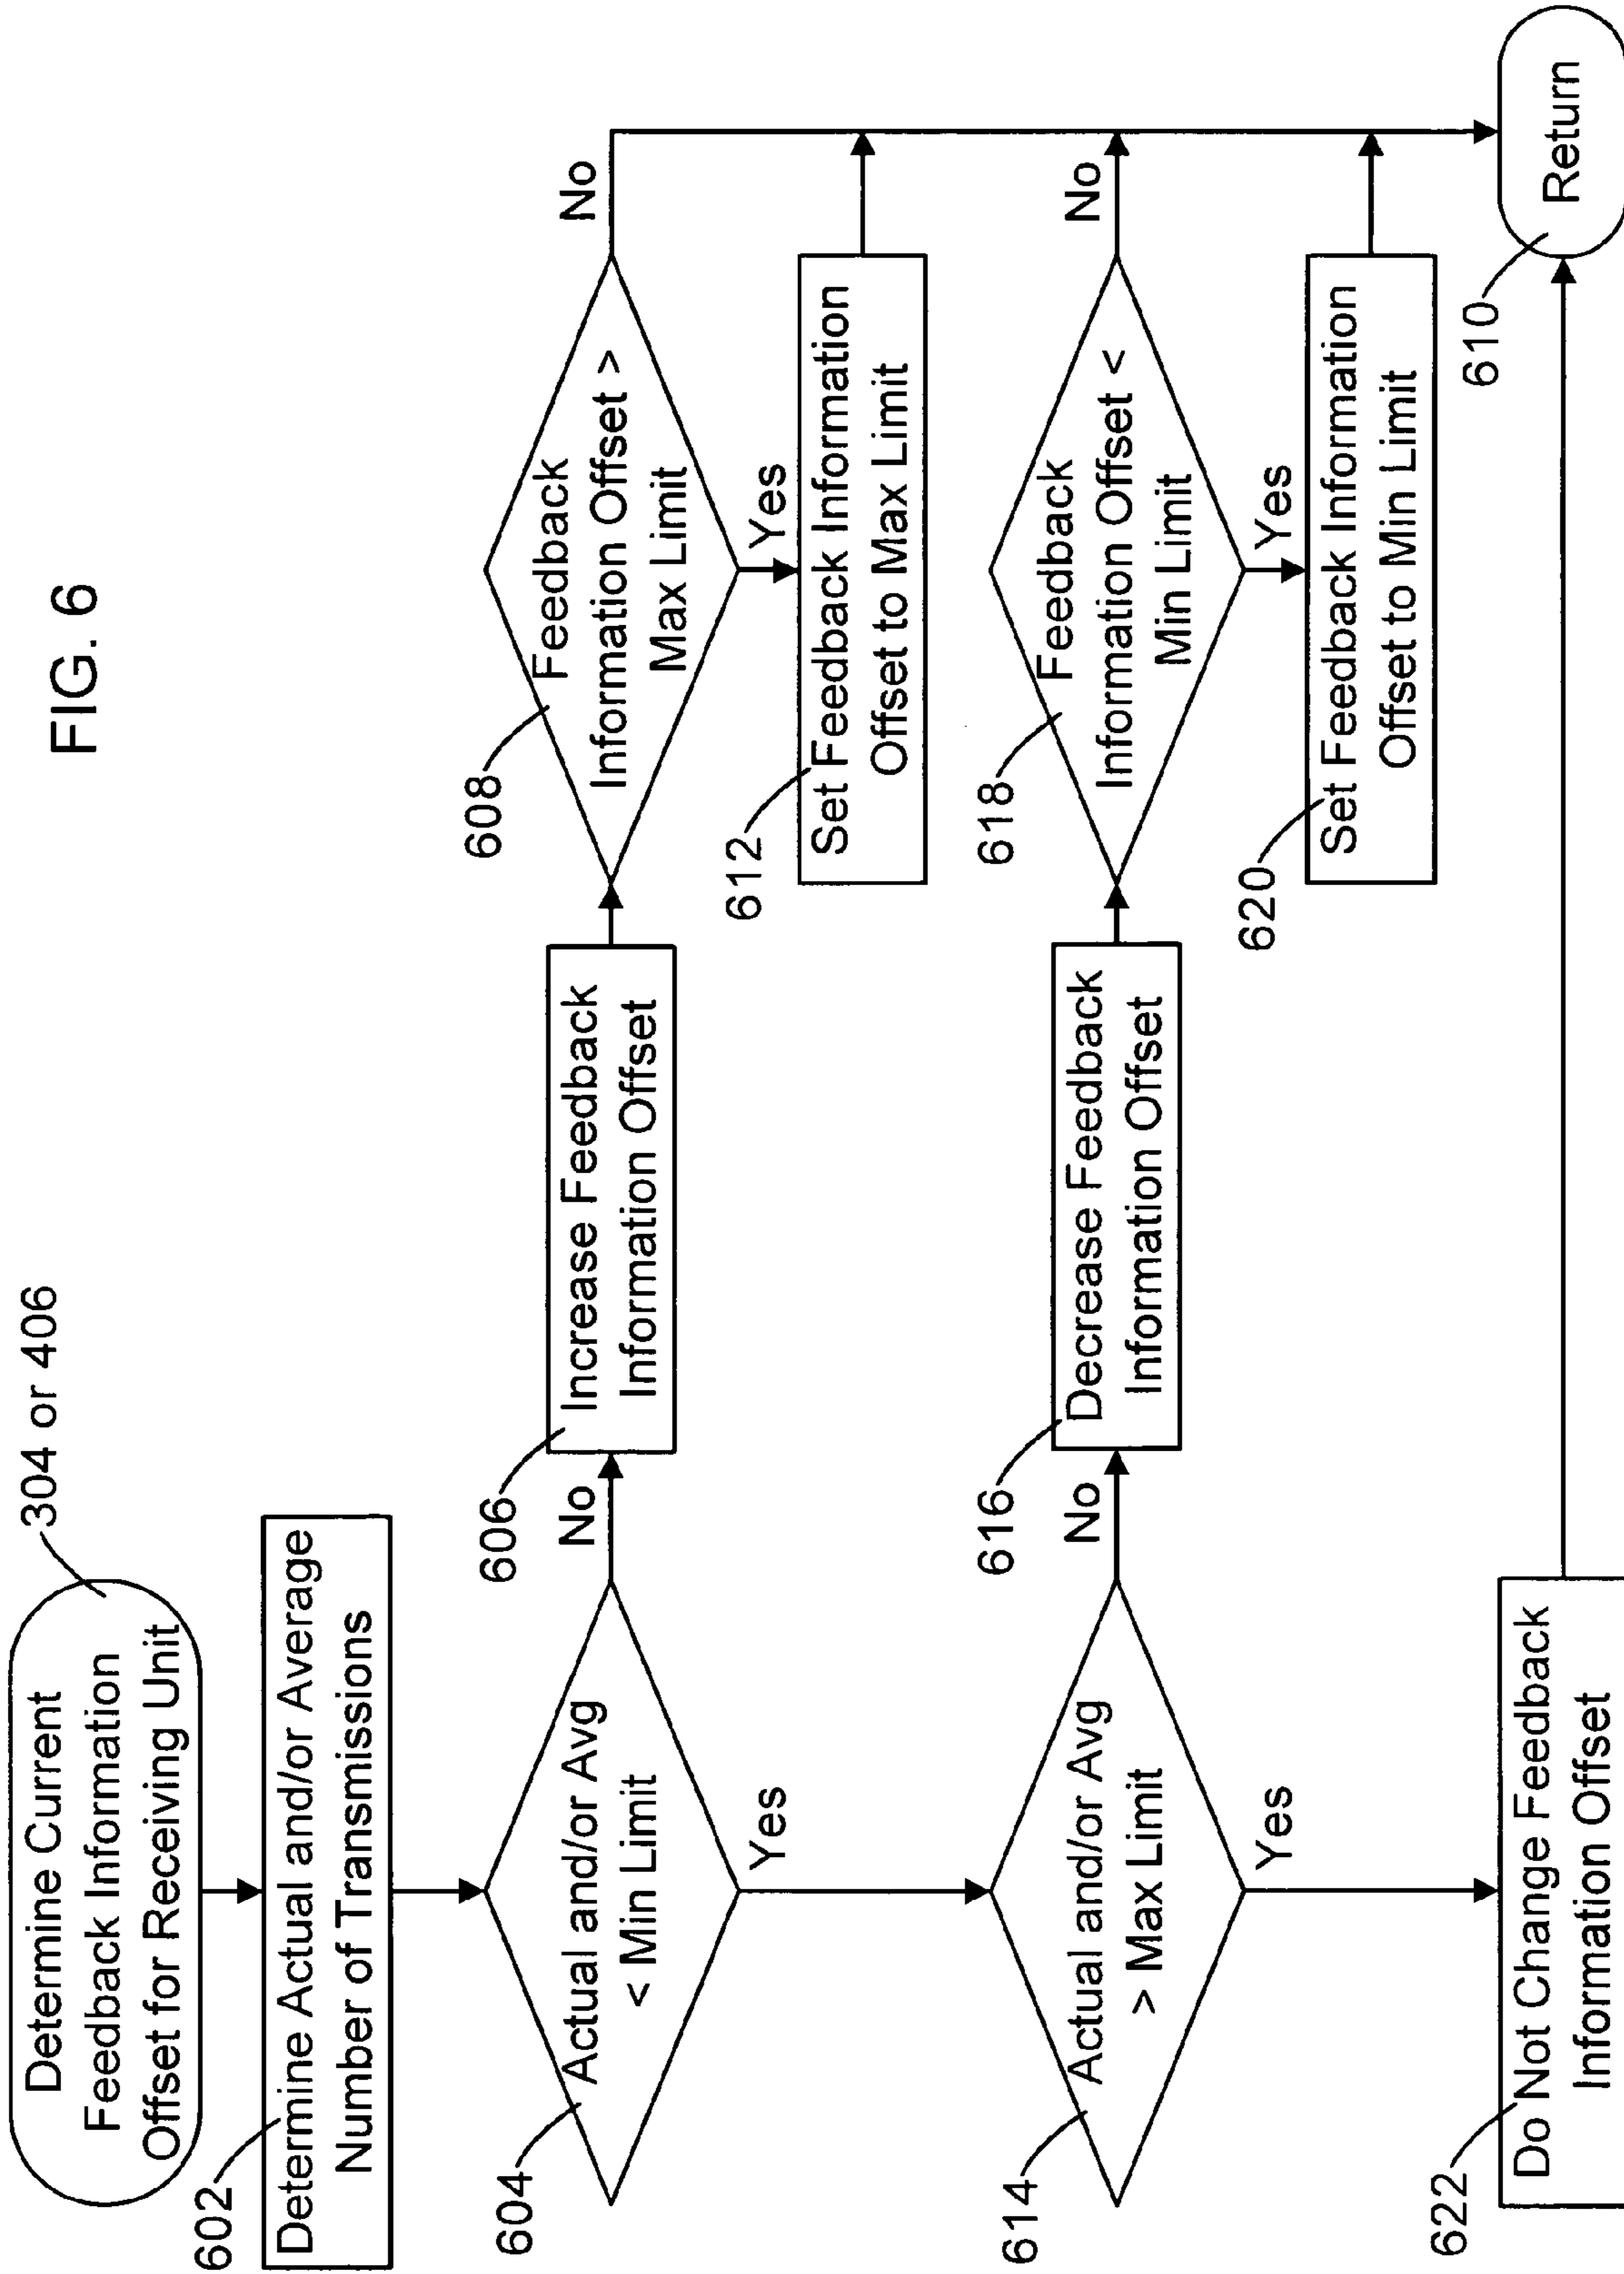 FIG. 6
304 or 406
Determine Current
Feedback Information
Offset for Receiving Unit
602
Determine Actual and/or Average
Number of Transmissions
604
Actual and/or Avg
< Min Limit
No
Yes
606
Increase Feedback
Information Offset
608
Feedback
Information Offset >
Max Limit
No
Yes
612
Set Feedback Information
Offset to Max Limit
614
Actual and/or Avg
> Max Limit
No
Yes
616
Decrease Feedback
Information Offset
618
Feedback
Information Offset <
Min Limit
No
Yes
620
Set Feedback Information
Offset to Min Limit
622
Do Not Change Feedback
Information Offset
610
Return